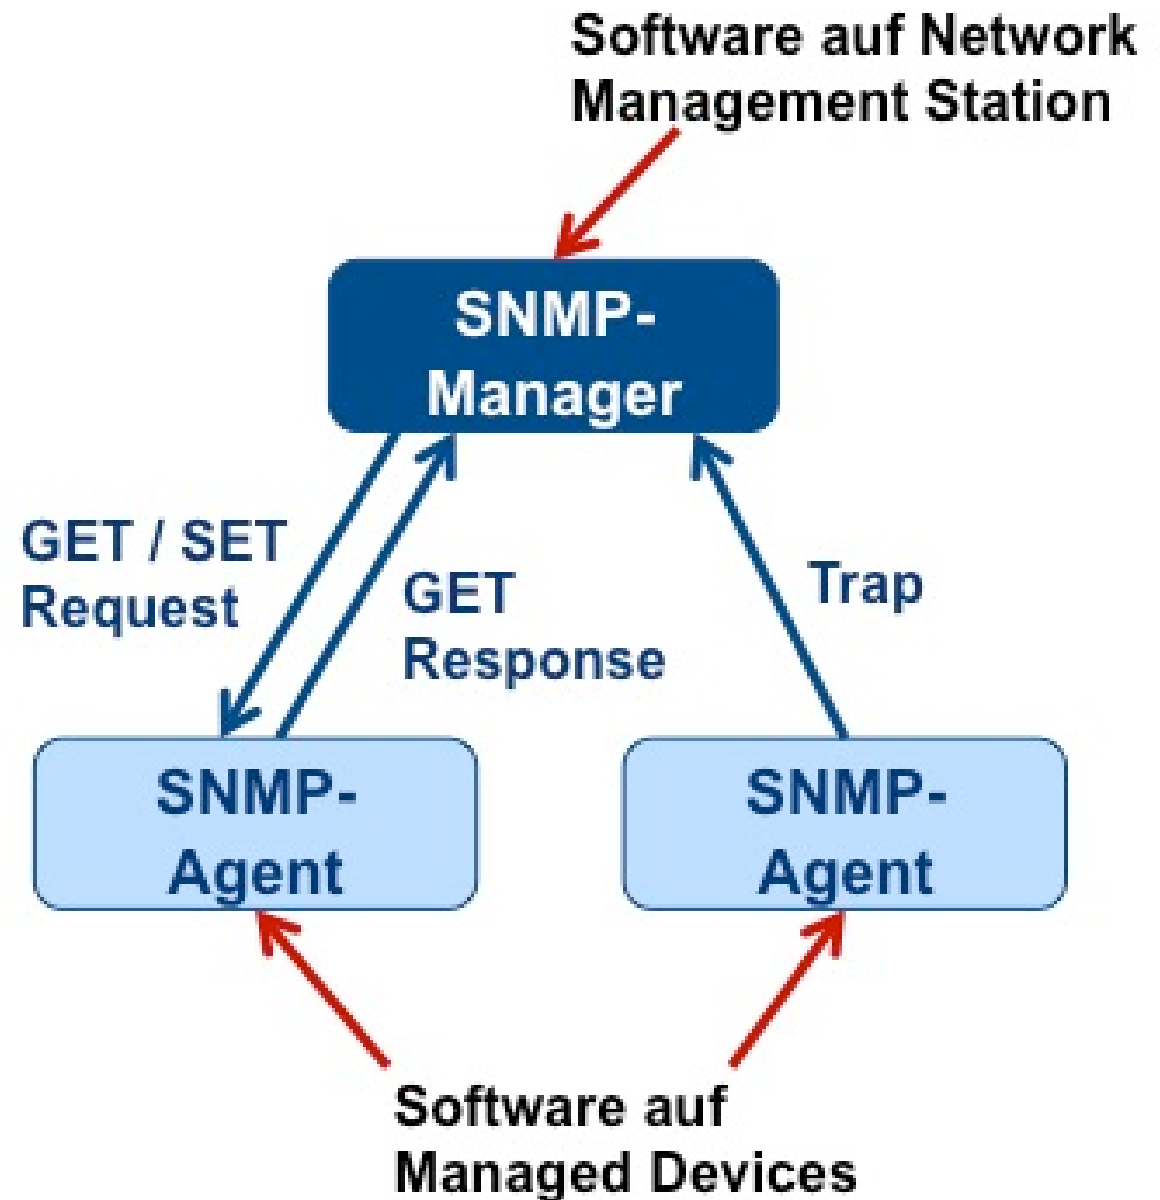 Software auf Network
Management Station
SNMP-
Manager
GET / SET
Request
GET
Response
Trap
SNMP-
Agent
SNMP-
Agent
Software auf
Managed Devices